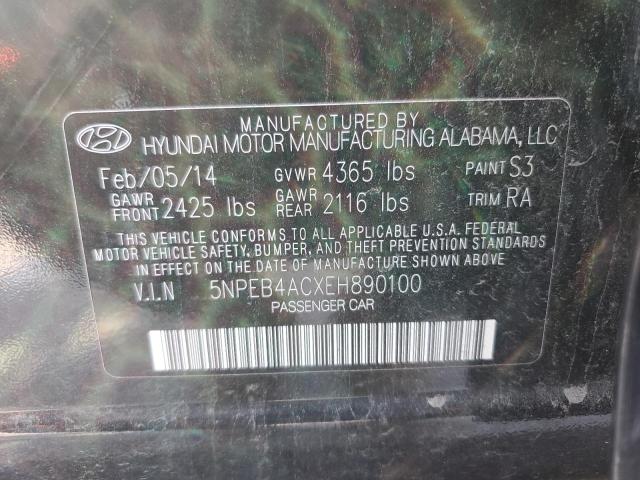 MANUFACTURED BY
HYUNDAI MOTOR MANUFACTURING ALABAMA, LLC
Feb/05/14 GVWR 4365 lbs PAINT S3
GAWR FRONT 2425 lbs GAWR REAR 2116 lbs TRIM RA
THIS VEHICLE CONFORMS TO ALL APPLICABLE U.S.A. FEDERAL
MOTOR VEHICLE SAFETY, BUMPER, AND THEFT PREVENTION STANDARDS
IN EFFECT ON THE DATE OF MANUFACTURE SHOWN ABOVE
V.I.N 5NPEB4ACXEH890100
PASSENGER CAR